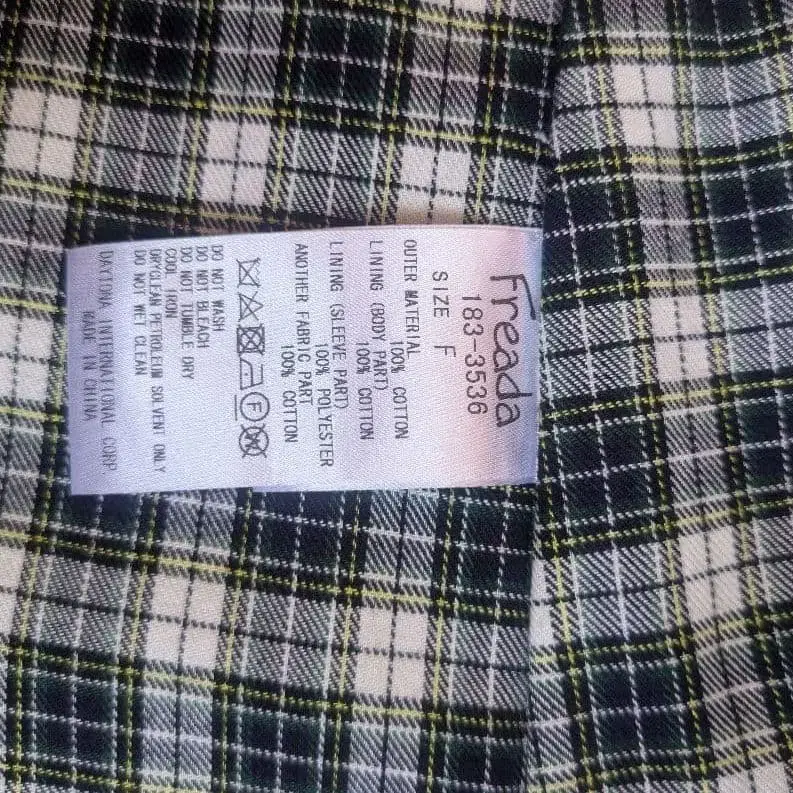 Freada
183-3536
SIZE F
OUTER MATERIAL
100% COTTON
LINING (BODY PART)
100% COTTON
LINING (SLEEVE PART)
100% POLYESTER
ANOTHER FABRIC PART
100% COTTON
F
W
DO NOT WASH
DO NOT BLEACH
DO NOT TUMBLE DRY
COOL IRON
DRYCLEAN PETROLEUM SOLVENT ONLY
DO NOT WET CLEAN
DAYTONA INTERNATIONAL CORP
MADE IN CHINA